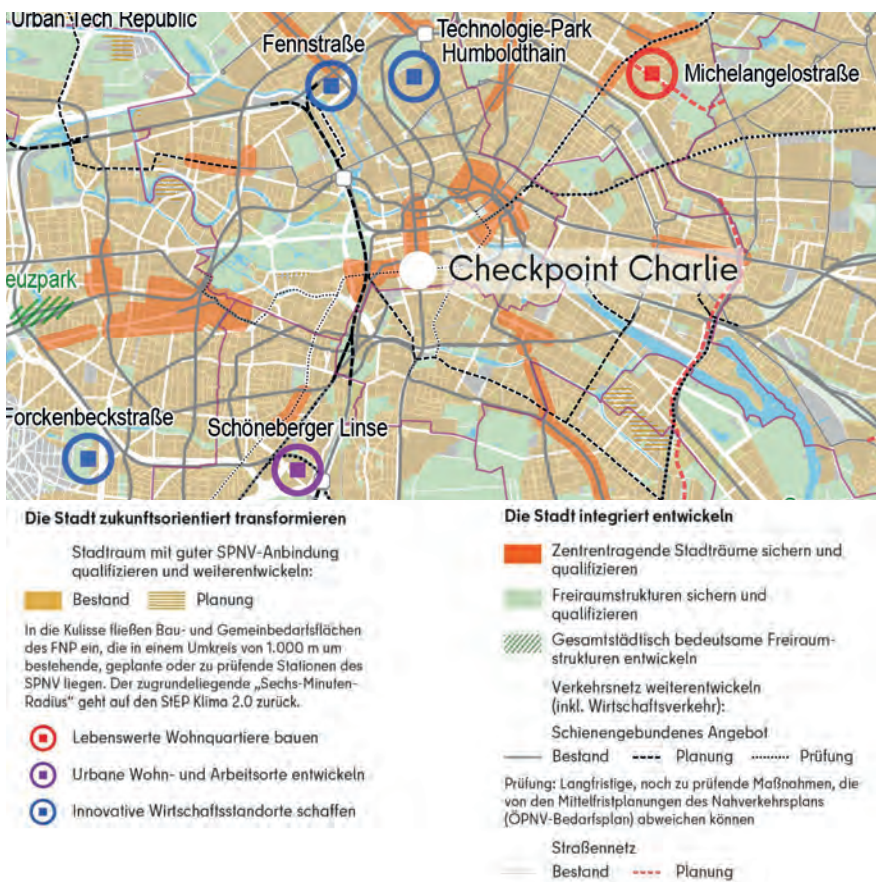 Urban Tech Republic
Fennstraße
Technologie-Park
Humboldthain
Michelangelostraße
Checkpoint Charlie
euzpark
Forckenbeckstraße
Schöneberger Linse
Die Stadt zukunftsorientiert transformieren
Stadtraum mit guter SPNV-Anbindung
qualifizieren und weiterentwickeln:
Bestand Planung
In die Kulisse fließen Bau- und Gemeinbedarfsflächen
des FNP ein, die in einem Umkreis von 1.000 m um
bestehende, geplante oder zu prüfende Stationen des
SPNV liegen. Der zugrundeliegende „Sechs-Minuten-
Radius“ geht auf den StEP Klima 2.0 zurück.
Lebenswerte Wohnquartiere bauen
Urbane Wohn- und Arbeitsorte entwickeln
Innovative Wirtschaftsstandorte schaffen
Die Stadt integriert entwickeln
Zentrentragende Stadträume sichern und
qualifizieren
Freiraumstrukturen sichern und
qualifizieren
Gesamtstädtisch bedeutsame Freiraum-
strukturen entwickeln
Verkehrsnetz weiterentwickeln
(inkl. Wirtschaftsverkehr):
Schienengebundenes Angebot
Bestand Planung Prüfung
Prüfung: Langfristige, noch zu prüfende Maßnahmen, die
von den Mittelfristplanungen des Nahverkehrsplans
(ÖPNV-Bedarfsplan) abweichen können
Straßennetz
Bestand Planung